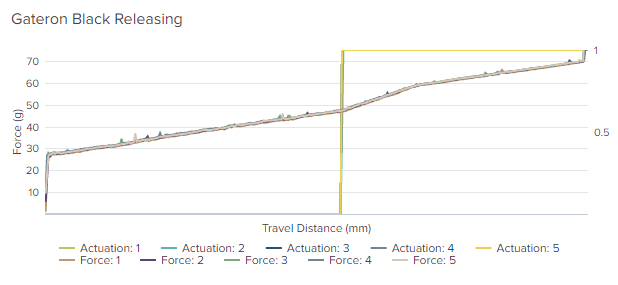 Gateron Black Releasing
70
60
50
40
30
20
10
Force (g)
1
0.5
Travel Distance (mm)
Actuation: 1 Actuation: 2 Actuation: 3 Actuation: 4 Actuation: 5
Force: 1 Force: 2 Force: 3 Force: 4 Force: 5